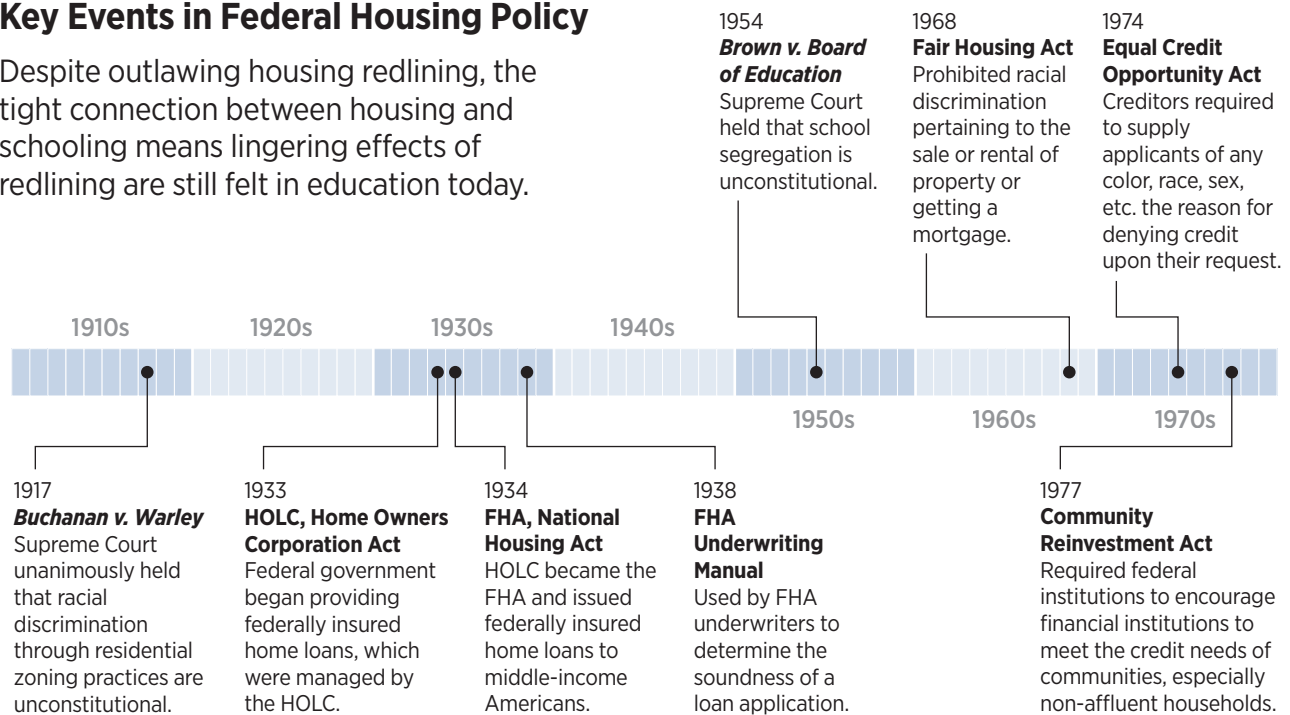 Key Events in Federal Housing Policy
Despite outlawing housing redlining, the
tight connection between housing and
schooling means lingering effects of
redlining are still felt in education today.
1954
Brown v. Board
of Education
Supreme Court
held that school
segregation is
unconstitutional.
1968
Fair Housing Act
Prohibited racial
discrimination
pertaining to the
sale or rental of
property or
getting a
mortgage.
1974
Equal Credit
Opportunity Act
Creditors required
to supply
applicants of any
color, race, sex,
etc. the reason for
denying credit
upon their request.
1910s
1920s
1930s
1940s
1950s
1960s
1970s
1917
Buchanan v. Warley
Supreme Court
unanimously held
that racial
discrimination
through residential
zoning practices are
unconstitutional.
1933
HOLC, Home Owners
Corporation Act
Federal government
began providing
federally insured
home loans, which
were managed by
the HOLC.
1934
FHA, National
Housing Act
HOLC became the
FHA and issued
federally insured
home loans to
middle-income
Americans.
1938
FHA
Underwriting
Manual
Used by FHA
underwriters to
determine the
soundness of a
loan application.
1977
Community
Reinvestment Act
Required federal
institutions to encourage
financial institutions to
meet the credit needs of
communities, especially
non-affluent households.